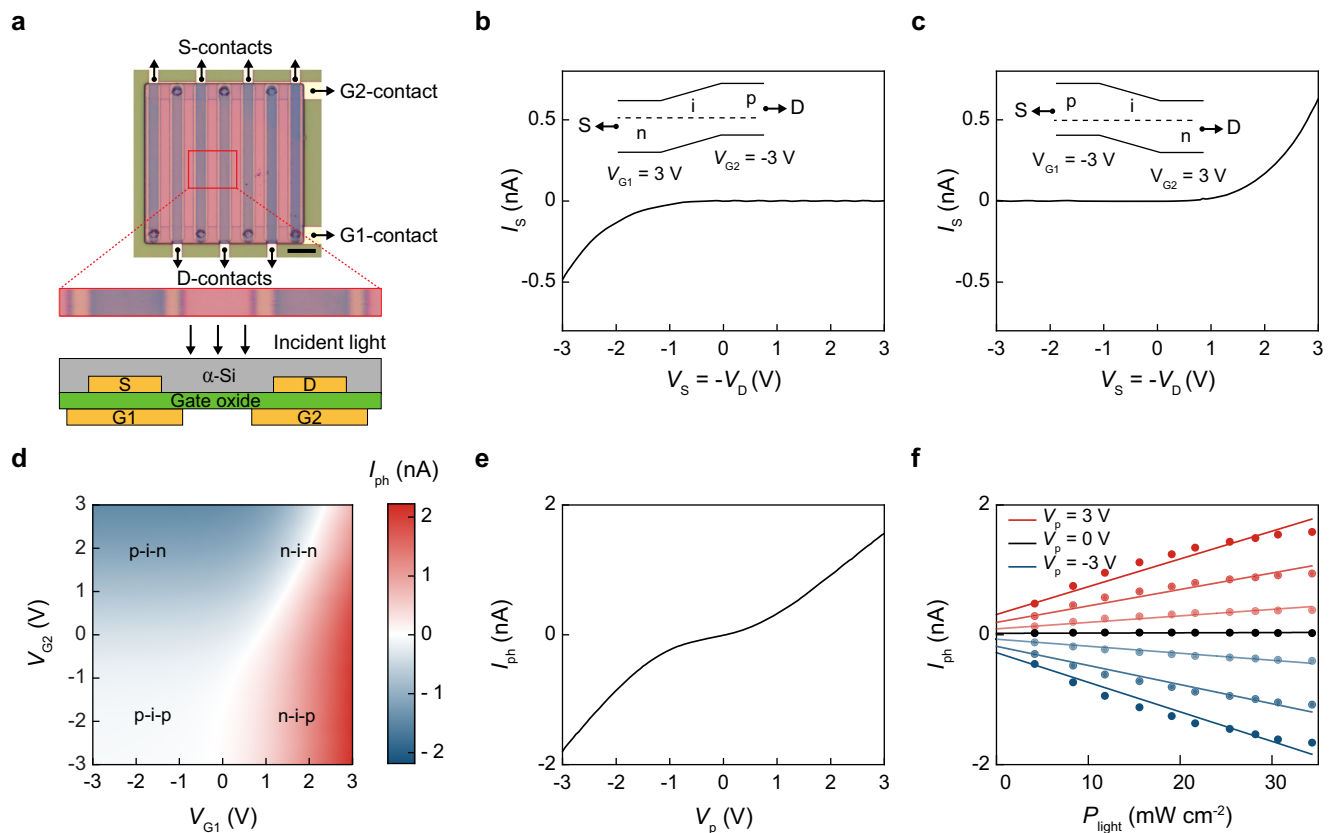 a
S-contacts
G2-contact
G1-contact
D-contacts
Incident light
α-Si
S
D
Gate oxide
G1
G2
b
I_S (nA)
0.5
0
-0.5
i
p
S
D
n
V_G2 = -3 V
V_G1 = 3 V
-3 -2 -1 0 1 2 3
V_S = -V_D (V)
c
I_S (nA)
0.5
0
-0.5
p
i
S
D
n
V_G1 = -3 V
V_G2 = 3 V
-3 -2 -1 0 1 2 3
V_S = -V_D (V)
d
I_ph (nA)
V_G2 (V)
3
2
1
0
-1
-2
-3
p-i-n
n-i-n
p-i-p
n-i-p
-3 -2 -1 0 1 2 3
V_G1 (V)
2
1
0
- 1
- 2
e
I_ph (nA)
2
0
-2
-3 -2 -1 0 1 2 3
V_p (V)
f
I_ph (nA)
2
0
-2
V_p = 3 V
V_p = 0 V
V_p = -3 V
0 10 20 30
P_light (mW cm⁻²)